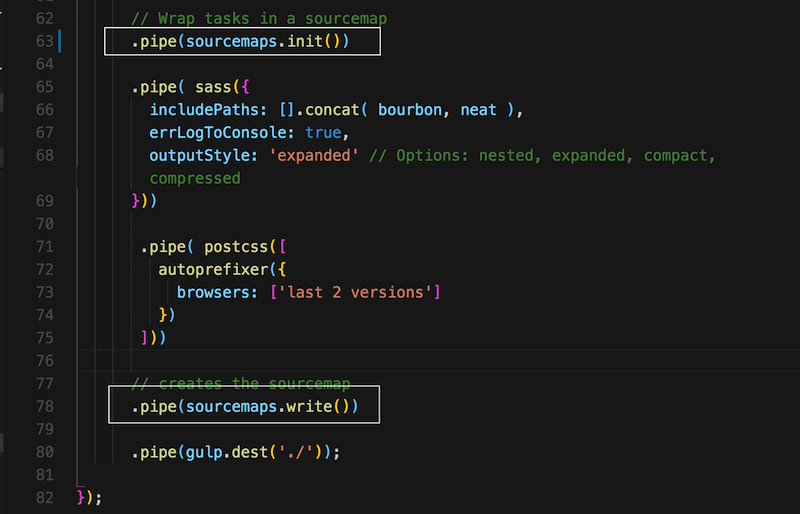 62 // Wrap tasks in a sourcemap
63 .pipe(sourcemaps.init())
64
65 .pipe( sass({
66 includePaths: [].concat( bourbon, neat ),
67 errLogToConsole: true,
68 outputStyle: 'expanded' // Options: nested, expanded, compact,
compressed
69 }))
70
71 .pipe( postcss([
72 autoprefixer({
73 browsers: ['last 2 versions']
74 })
75 ]))
76
77 // creates the sourcemap
78 .pipe(sourcemaps.write())
79
80 .pipe(gulp.dest('./'));
81
82 });